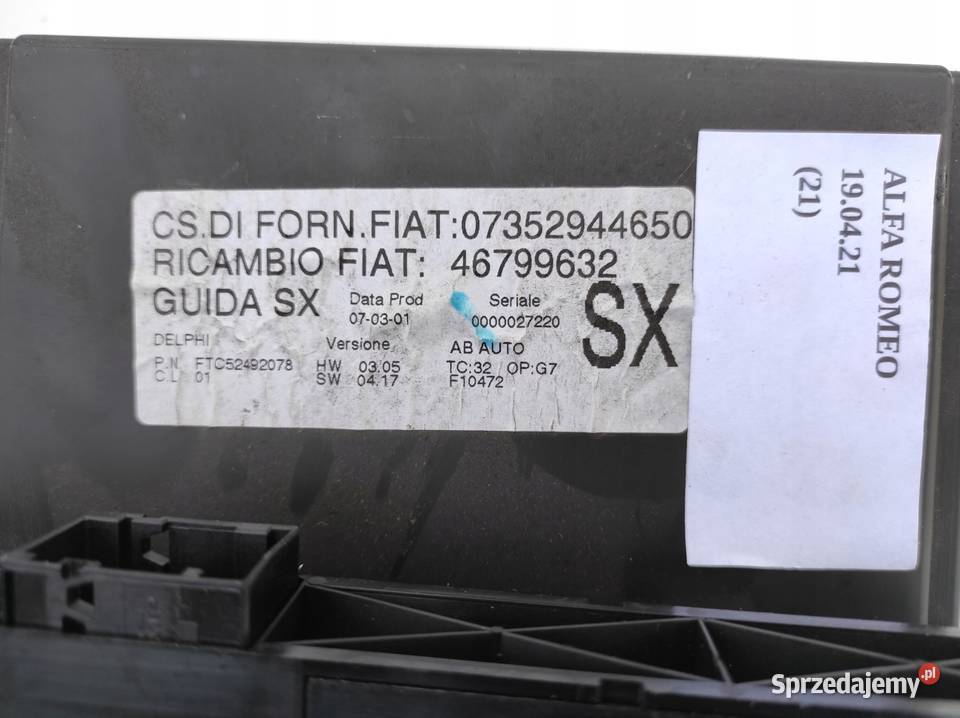 CS.DI FORN.FIAT:07352944650
RICAMBIO FIAT: 46799632
GUIDA SX
Data Prod
07-03-01
Seriale
0000027220
SX
DELPHI
P.N. FTC52492078
C.L 01
Versione
HW 03.05
SW 04.17
AB AUTO
TC:32 OP:G7
F10472
ALFA ROMEO
19.04.21
(21)
Sprzedajemy.pl